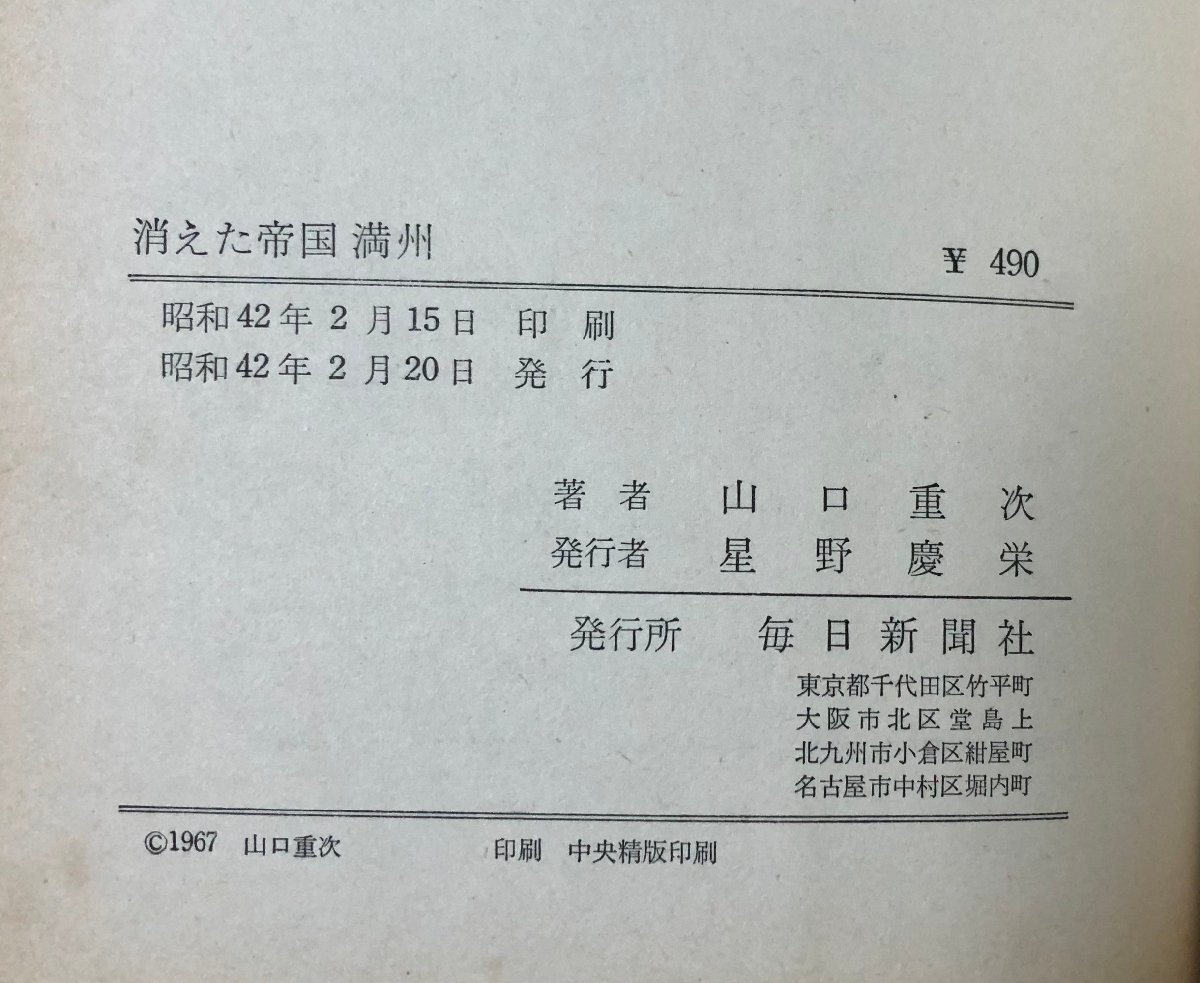 消えた帝国 満州
¥ 490
昭和42年 2 月15日 印 刷
昭和42年 2 月20日 発 行
著 者 山 口 重 次
発行者 星 野 慶 栄
発行所 毎 日 新 聞 社
東京都千代田区竹平町
大阪市北区堂島上
北九州市小倉区紺屋町
名古屋市中村区堀内町
©1967 山口重次 印刷 中央精版印刷